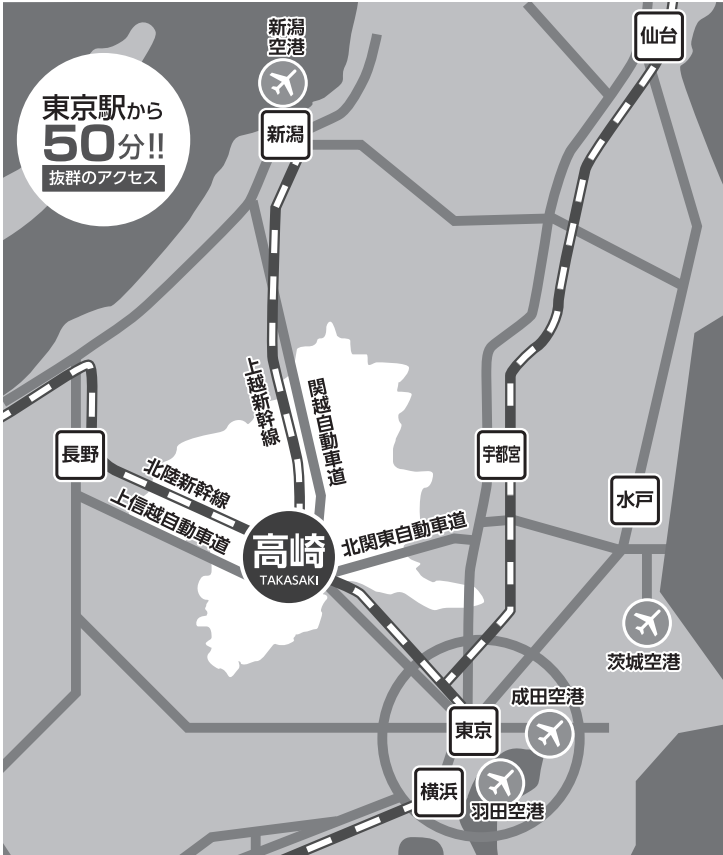 新潟
空港
仙台
東京駅から
50分!!
抜群のアクセス
新潟
上越新幹線
関越自動車道
長野
北陸新幹線
上信越自動車道
宇都宮
水戸
高崎
TAKASAKI
北関東自動車道
茨城空港
成田空港
東京
横浜
羽田空港